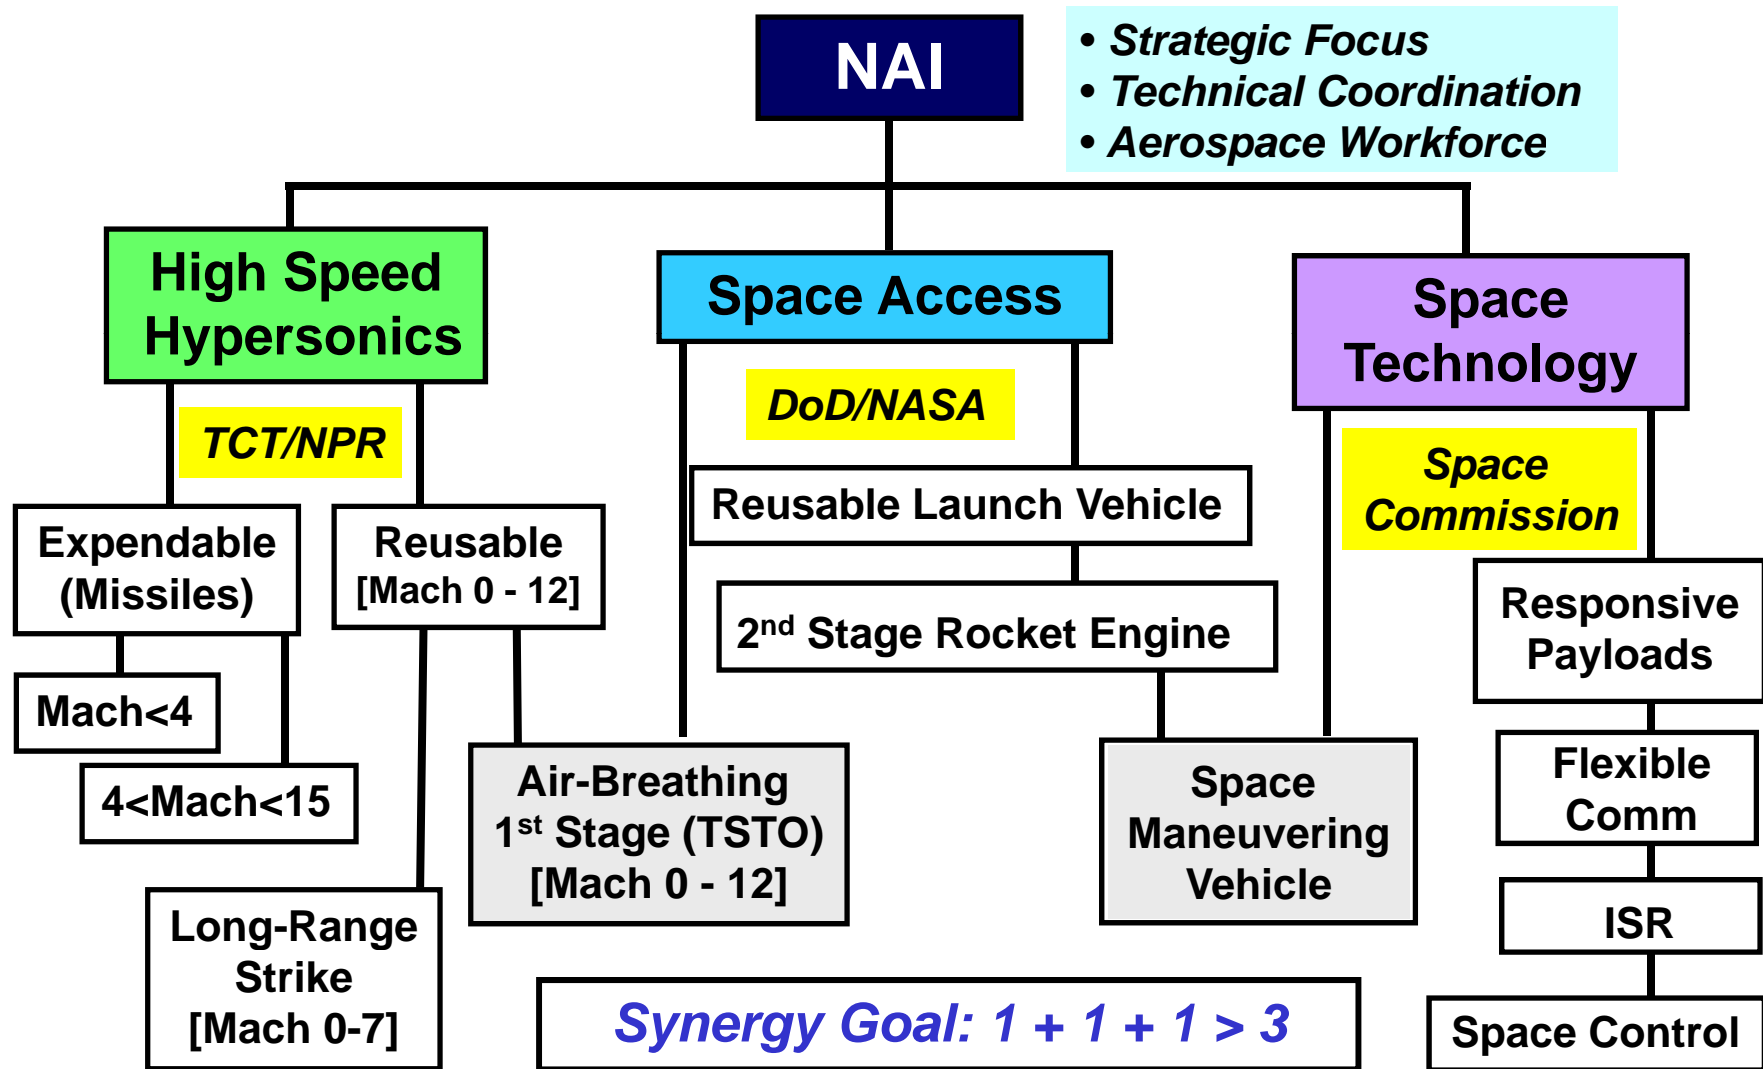 NAI
• Strategic Focus
• Technical Coordination
• Aerospace Workforce
High Speed
Hypersonics
Space Access
Space
Technology
TCT/NPR
DoD/NASA
Space
Commission
Expendable
(Missiles)
Reusable
[Mach 0 - 12]
Reusable Launch Vehicle
2nd Stage Rocket Engine
Responsive
Payloads
Mach<4
4<Mach<15
Air-Breathing
1st Stage (TSTO)
[Mach 0 - 12]
Space
Maneuvering
Vehicle
Flexible
Comm
ISR
Long-Range
Strike
[Mach 0-7]
Synergy Goal: 1 + 1 + 1 > 3
Space Control